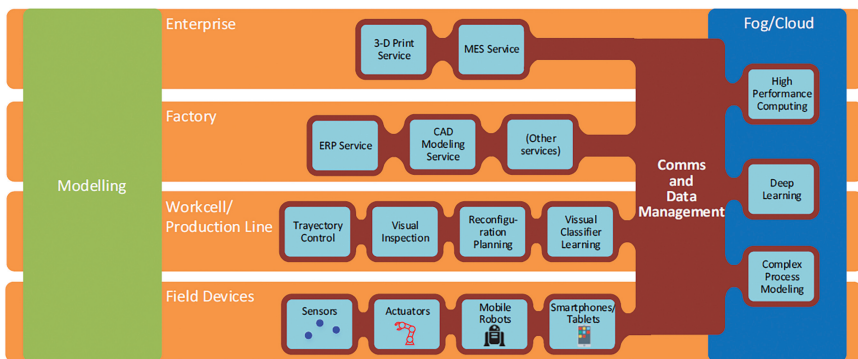 Enterprise
Fog/Cloud
3-D Print
Service
MES Service
High
Performance
Computing
Factory
ERP Service
CAD
Modeling
Service
(Other
services)
Modelling
Comms
and
Data
Management
Deep
Learning
Workcell/
Production Line
Trayectory
Control
Visual
Inspection
Reconfigu-
ration
Planning
Vissual
Classifier
Learning
Complex
Process
Modeling
Field Devices
Sensors
Actuators
Mobile
Robots
Smartphones/
Tablets